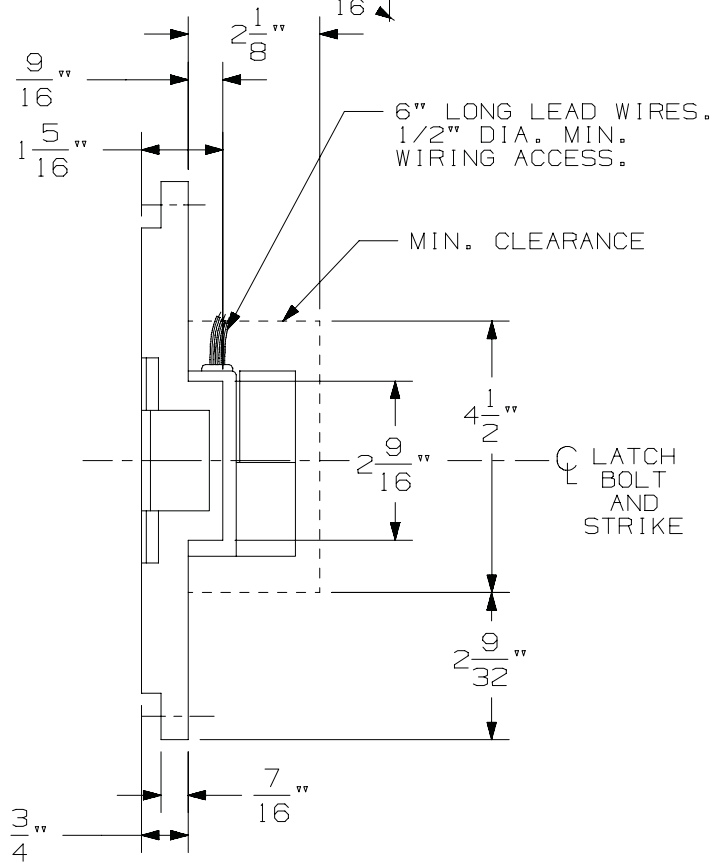 16
2 1/8"
9/16"
1 5/16"
6" LONG LEAD WIRES.
1/2" DIA. MIN.
WIRING ACCESS.
MIN. CLEARANCE
4 1/2"
2 9/16"
℄ LATCH
BOLT
AND
STRIKE
2 9/32"
7/16"
3/4"